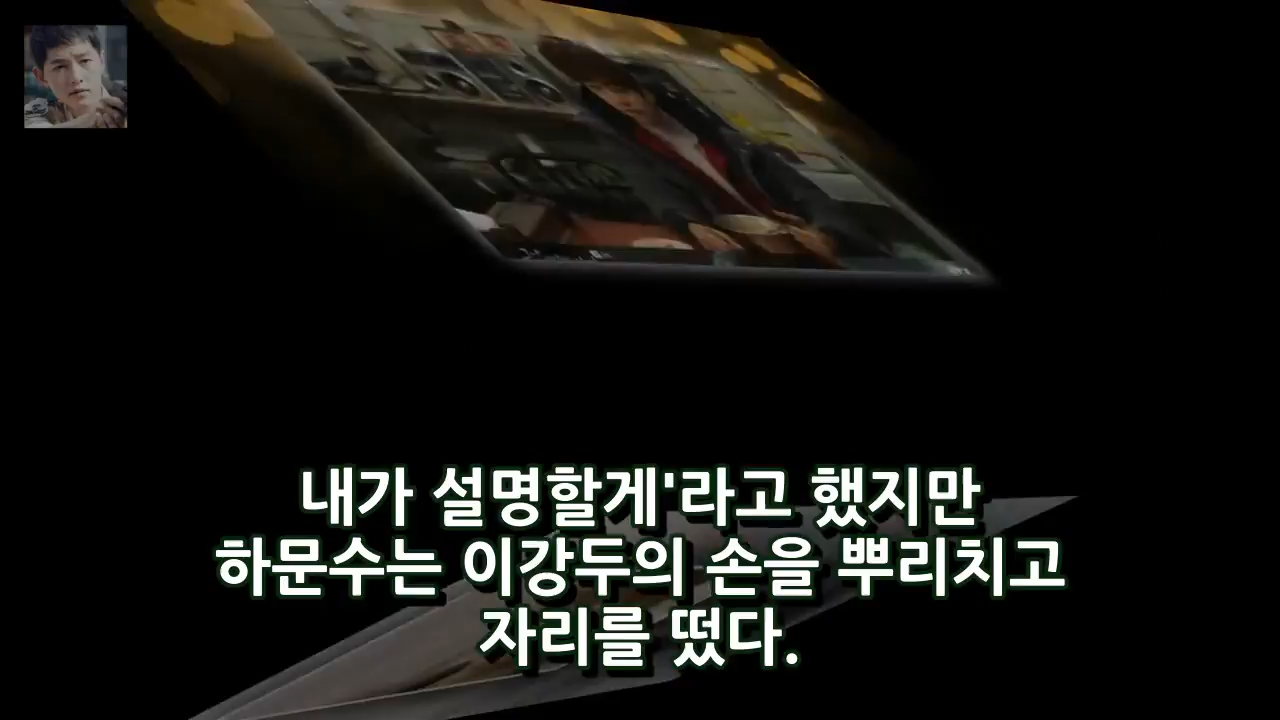 내가 설명할게'라고 했지만
하문수는 이강두의 손을 뿌리치고
자리를 떴다.